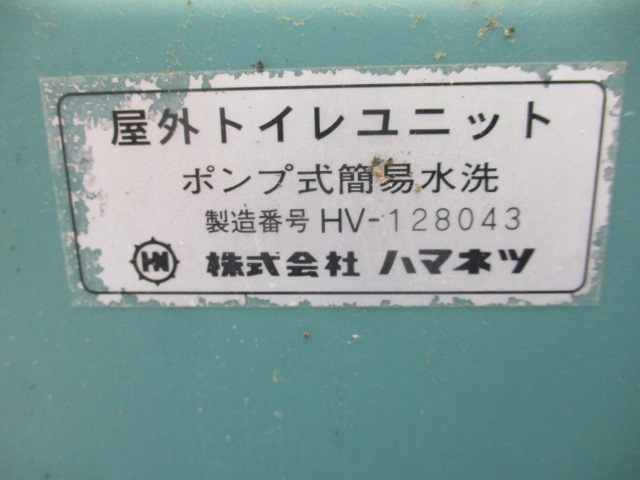 屋外トイレユニット
ポンプ式簡易水洗
製造番号 HV-128043
HN 株式会社 ハマネツ